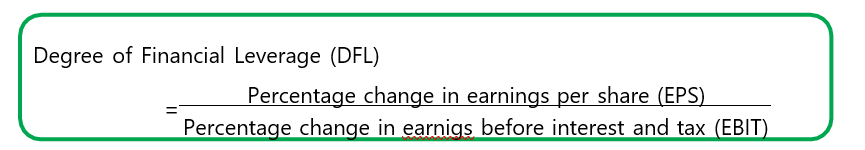 Degree of Financial Leverage (DFL)
Percentage change in earnings per share (EPS)
=
Percentage change in earnigs before interest and tax (EBIT)